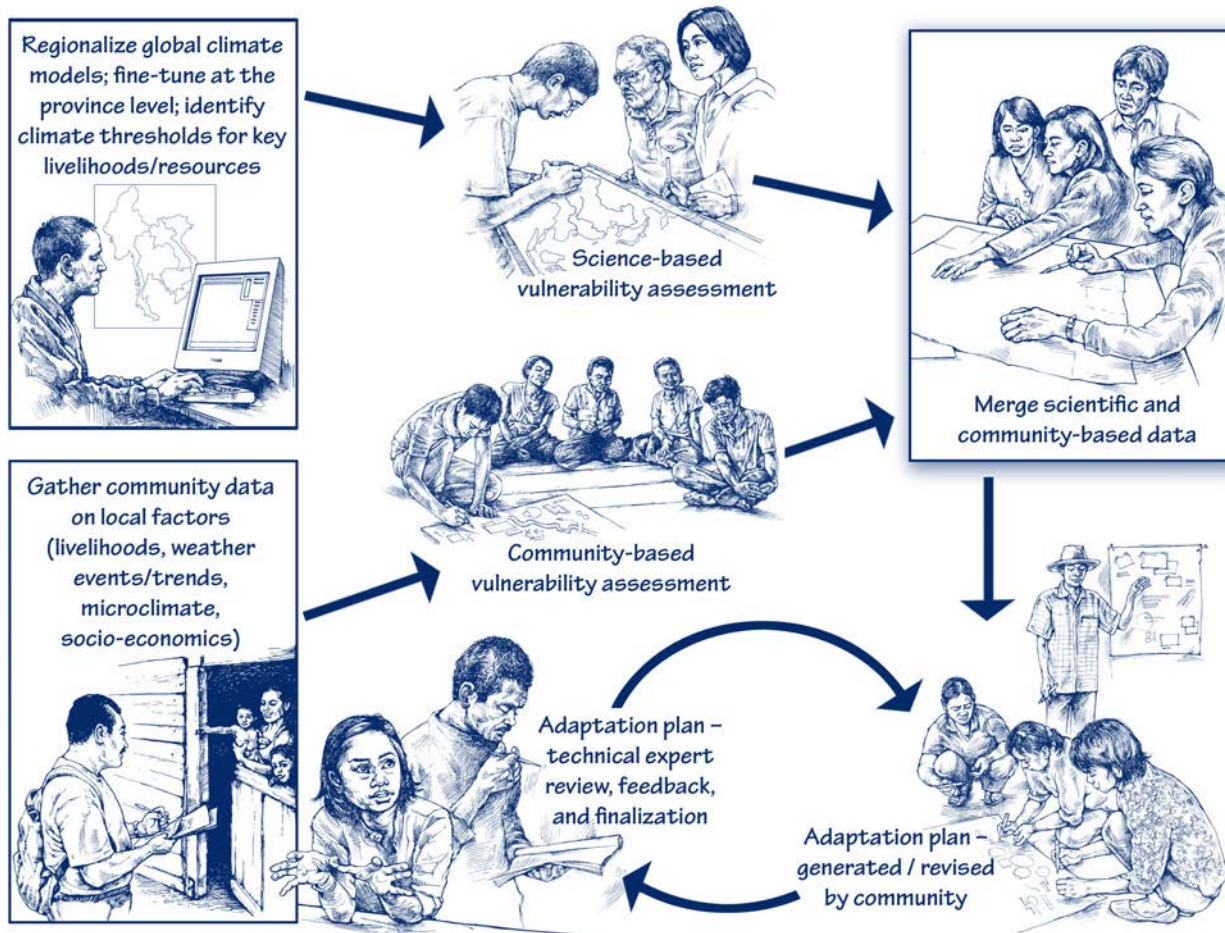 Regionalize global climate
models; fine-tune at the
province level; identify
climate thresholds for key
livelihoods/resources
Science-based
vulnerability assessment
Merge scientific and
community-based data
Gather community data
on local factors
(livelihoods, weather
events/trends,
microclimate,
socio-economics)
Community-based
vulnerability assessment
Adaptation plan –
technical expert
review, feedback,
and finalization
Adaptation plan –
generated / revised
by community